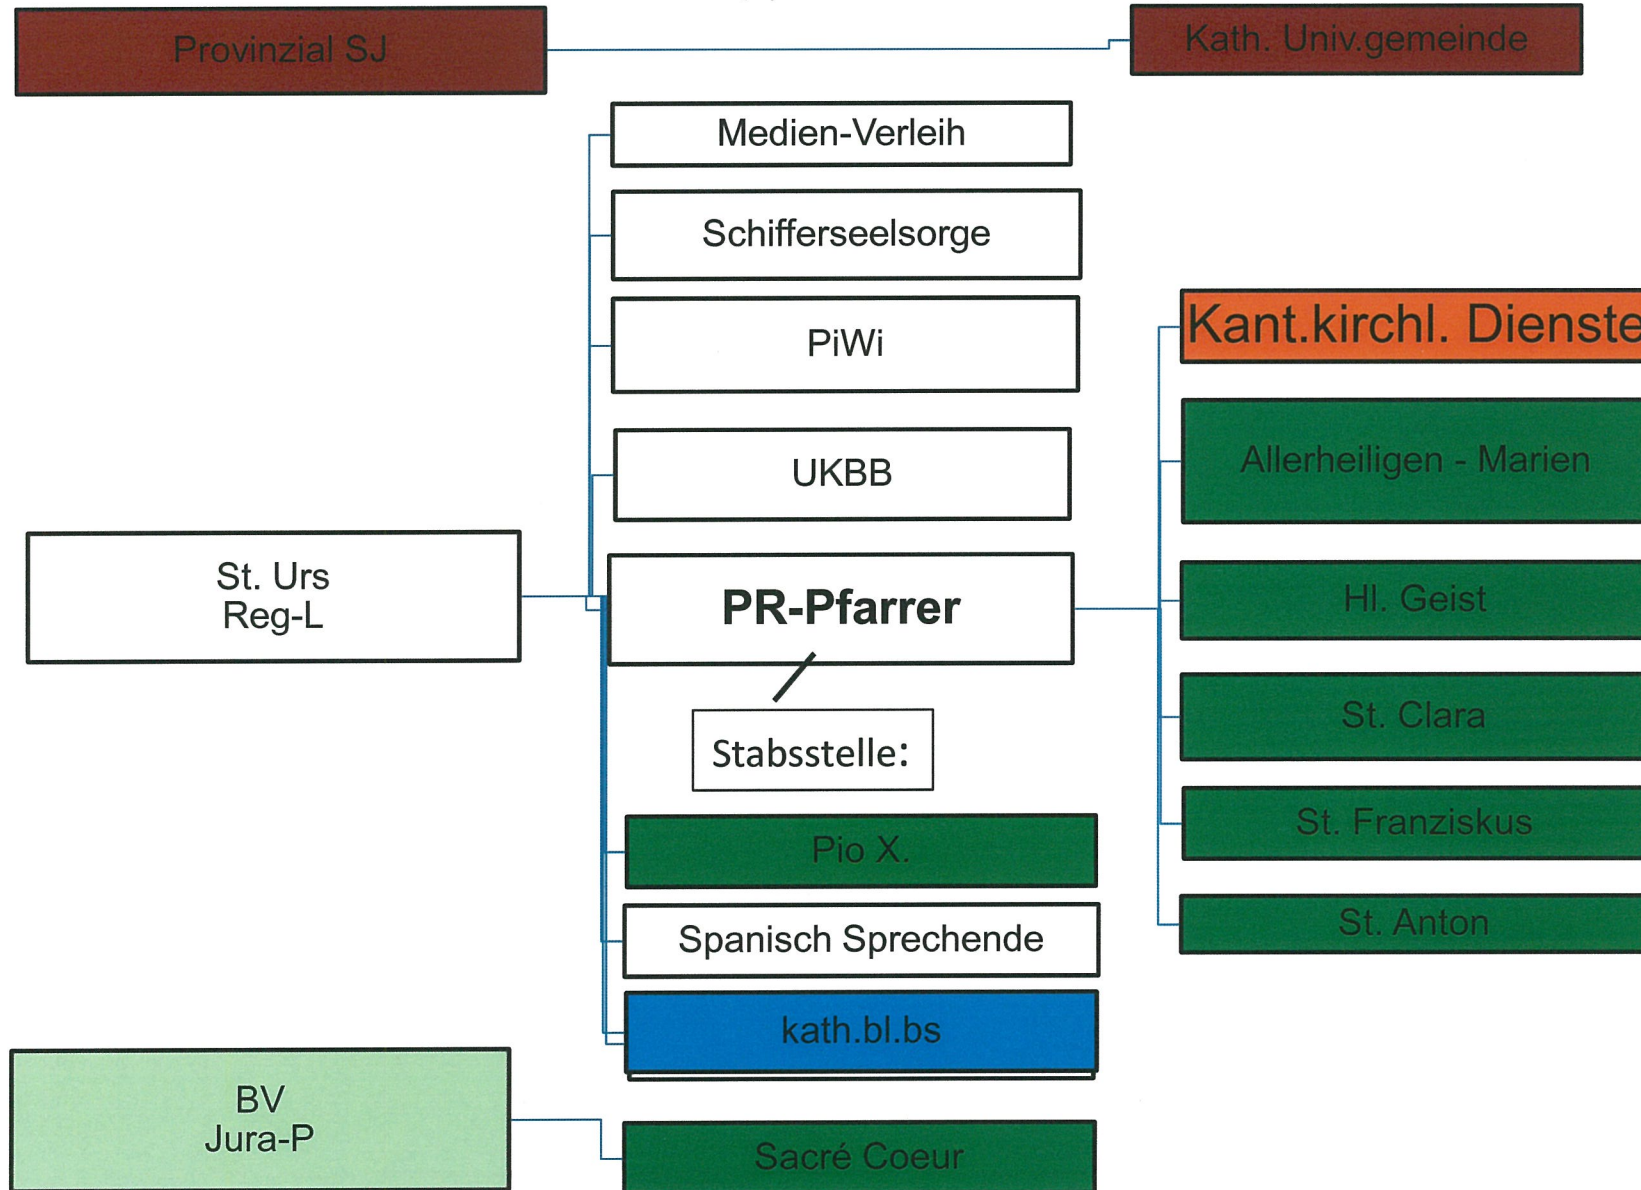 Provinzial SJ
Kath. Univ.gemeinde
Medien-Verleih
Schifferseelsorge
PiWi
UKBB
St. Urs
Reg-L
PR-Pfarrer
Stabsstelle:
Pio X.
Spanisch Sprechende
kath.bl.bs
BV
Jura-P
Sacré Coeur
Kant.kirchl. Dienste
Allerheiligen - Marien
Hl. Geist
St. Clara
St. Franziskus
St. Anton